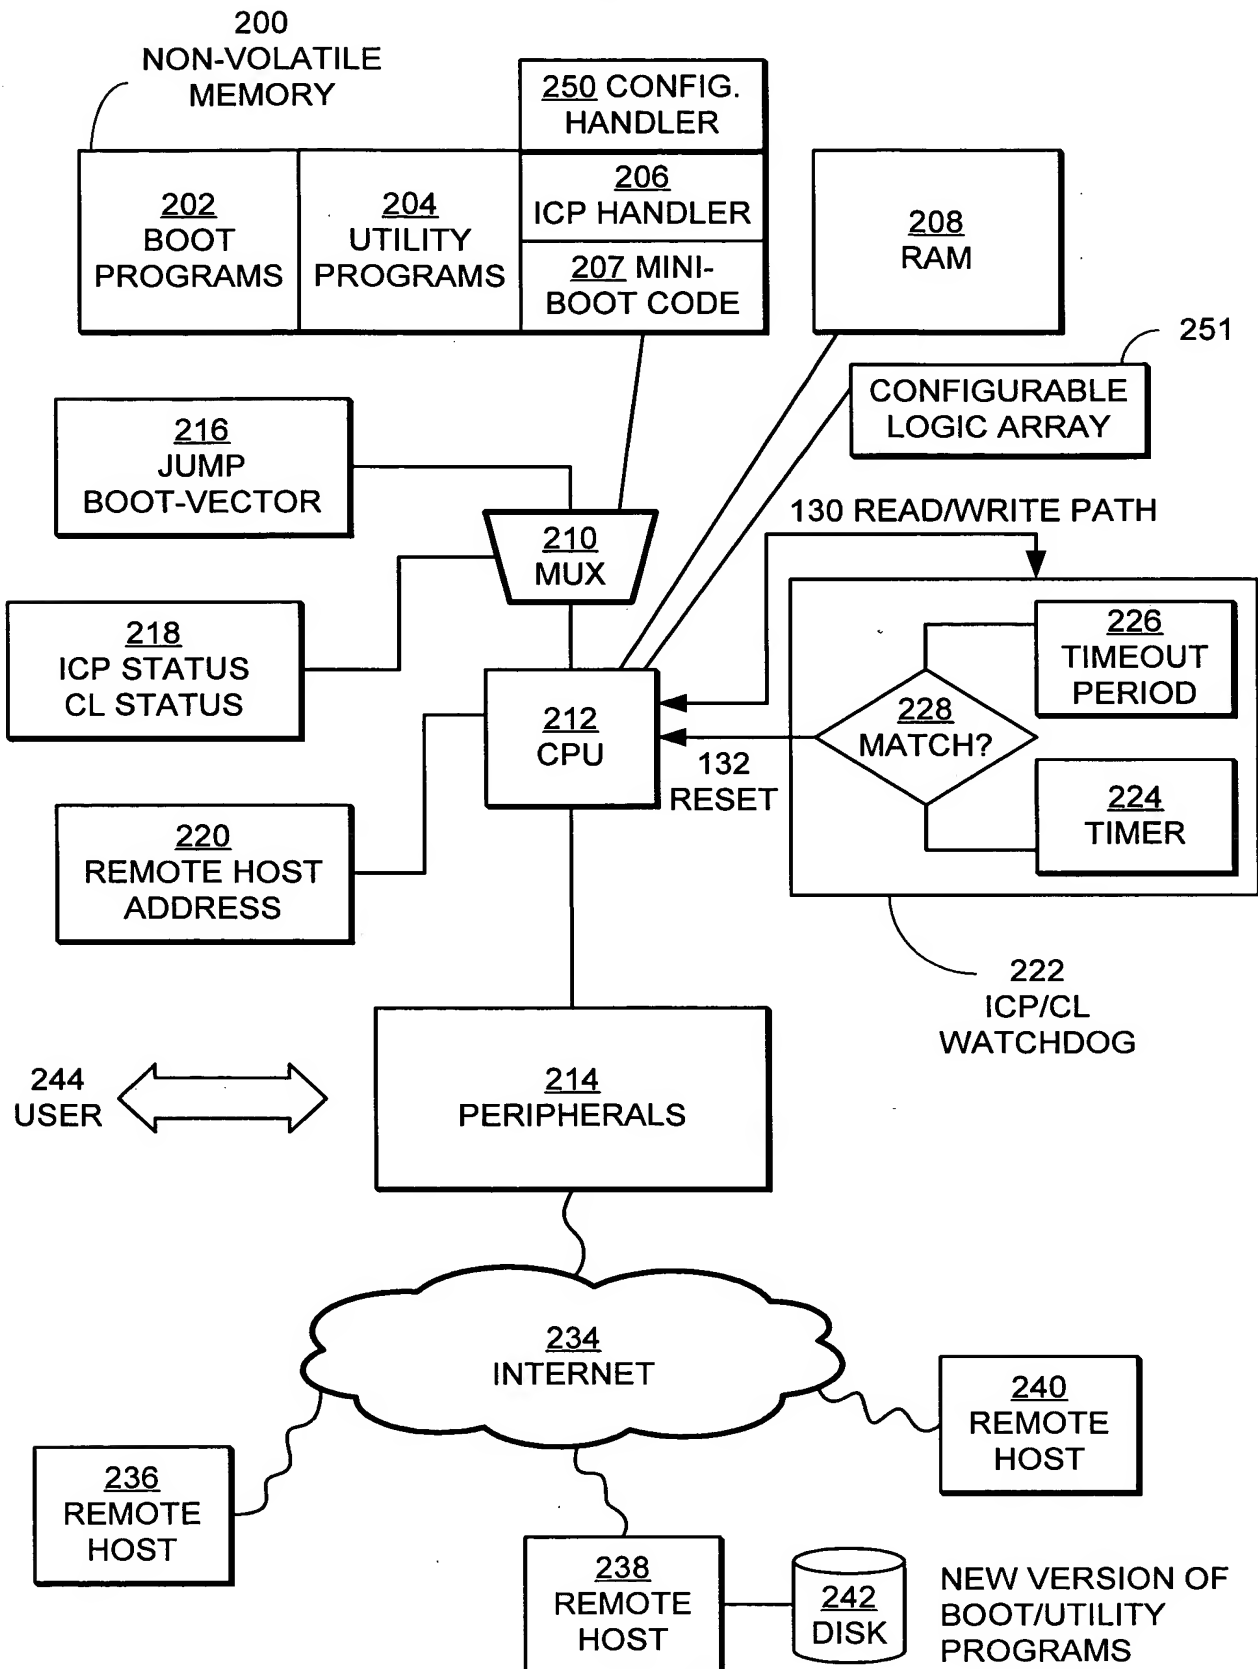 200
NON-VOLATILE
MEMORY
250 CONFIG.
HANDLER
202
BOOT
PROGRAMS
204
UTILITY
PROGRAMS
206
ICP HANDLER
207 MINI-
BOOT CODE
208
RAM
251
CONFIGURABLE
LOGIC ARRAY
216
JUMP
BOOT-VECTOR
210
MUX
130 READ/WRITE PATH
218
ICP STATUS
CL STATUS
212
CPU
226
TIMEOUT
PERIOD
228
MATCH?
132
RESET
224
TIMER
220
REMOTE HOST
ADDRESS
222
ICP/CL
WATCHDOG
244
USER
214
PERIPHERALS
234
INTERNET
240
REMOTE
HOST
236
REMOTE
HOST
238
REMOTE
HOST
242
DISK
NEW VERSION OF
BOOT/UTILITY
PROGRAMS